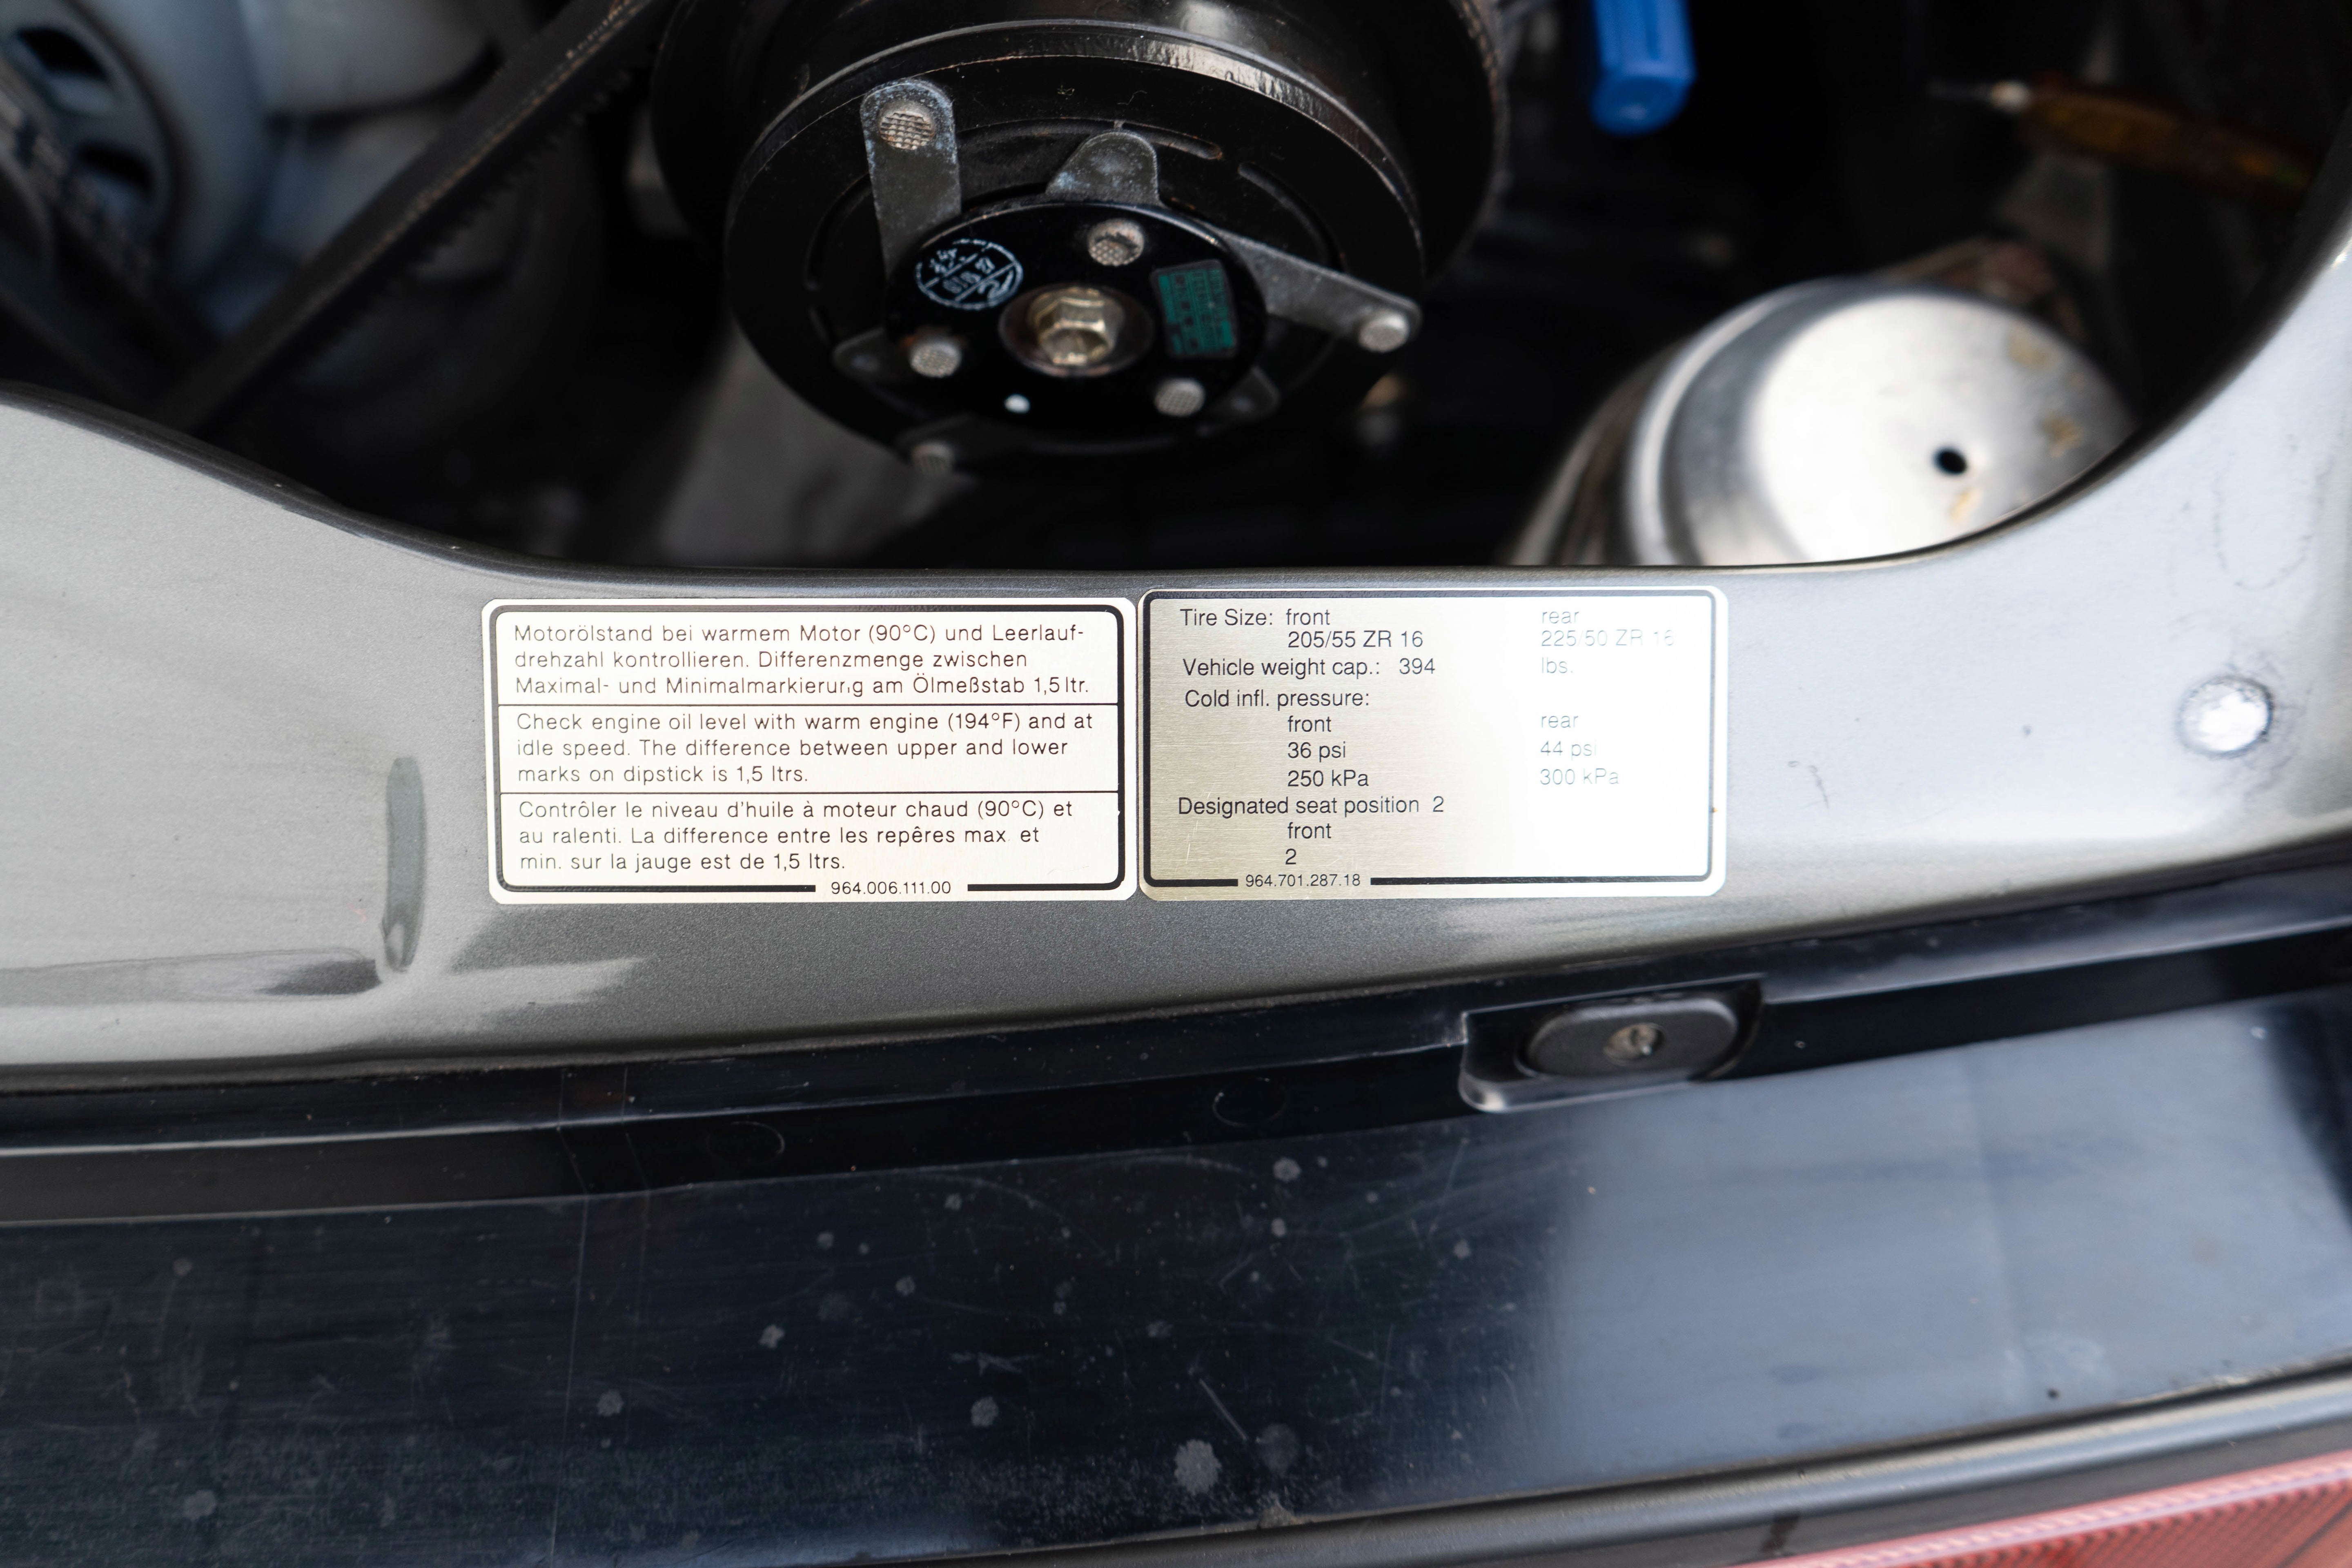 Motorölstand bei warmem Motor (90°C) und Leerlauf-
drehzahl kontrollieren. Differenzmenge zwischen
Maximal- und Minimalmarkierung am Ölmeßstab 1,5 ltr.
Check engine oil level with warm engine (194°F) and at
idle speed. The difference between upper and lower
marks on dipstick is 1,5 ltrs.
Contrôler le niveau d'huile à moteur chaud (90°C) et
au ralenti. La difference entre les repêres max. et
min. sur la jauge est de 1,5 ltrs.
964.006.111.00
Tire Size: front rear
205/55 ZR 16 225/50 ZR 16
Vehicle weight cap.: 394 lbs.
Cold infl. pressure:
front rear
36 psi 44 psi
250 kPa 300 kPa
Designated seat position 2
front
2
964.701.287.18